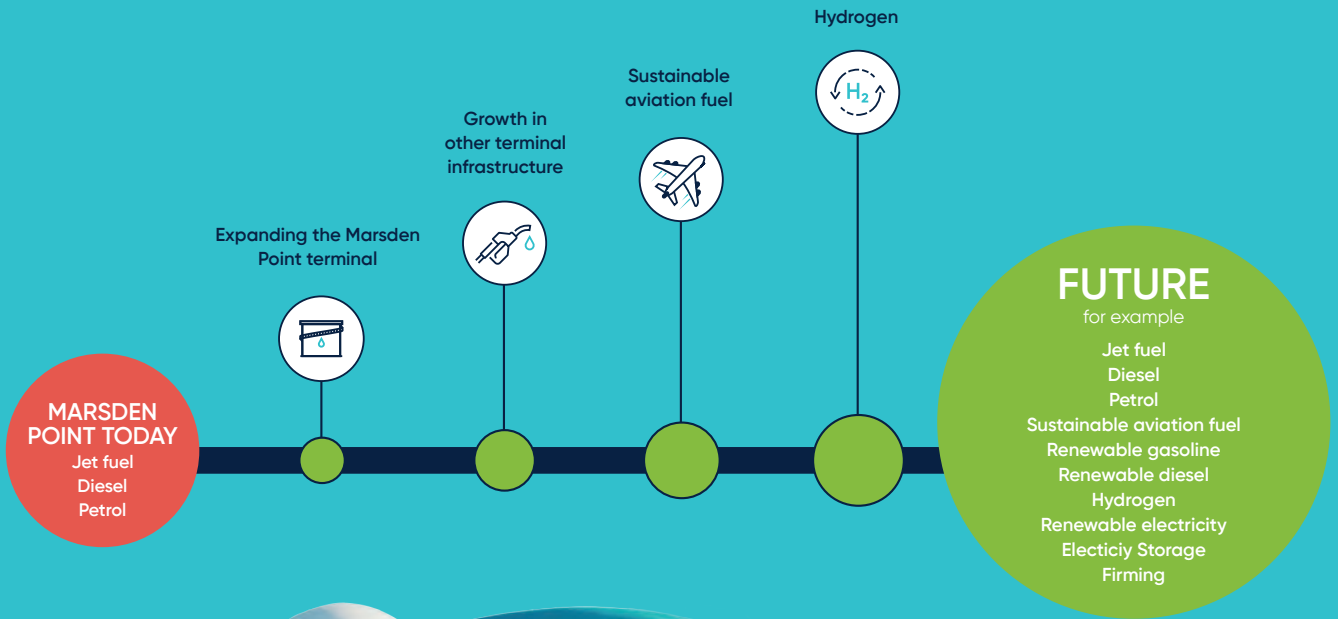 MARSDEN
POINT TODAY
Jet fuel
Diesel
Petrol
Expanding the Marsden
Point terminal
Growth in
other terminal
infrastructure
Sustainable
aviation fuel
Hydrogen
H₂
FUTURE
for example
Jet fuel
Diesel
Petrol
Sustainable aviation fuel
Renewable gasoline
Renewable diesel
Hydrogen
Renewable electricity
Electiciy Storage
Firming